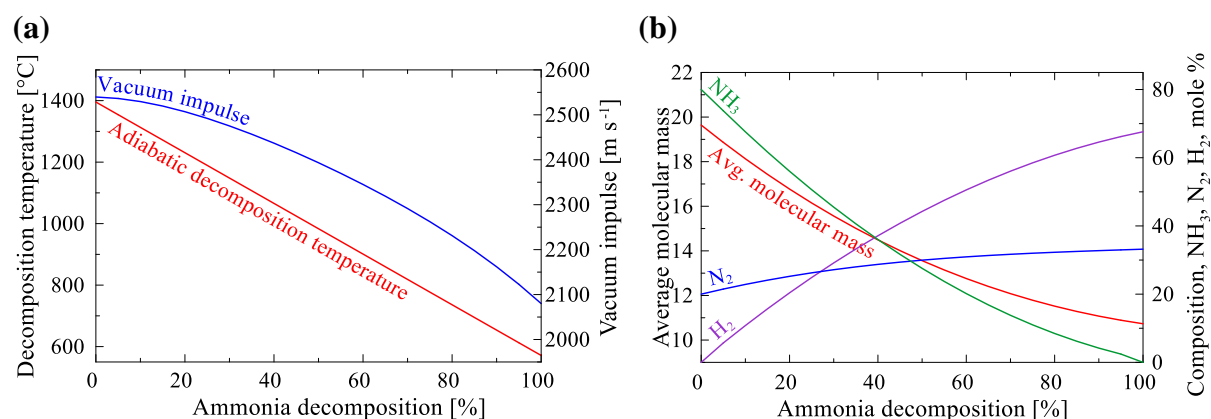 (a)
Decomposition temperature [°C]
1400
1200
1000
800
600
Vacuum impulse
Adiabatic decomposition temperature
2600
2500
2400
2300
2200
2100
2000
Vacuum impulse [m s⁻¹]
0 20 40 60 80 100
Ammonia decomposition [%]
(b)
Average molecular mass
22
20
18
16
14
12
10
NH₃
Avg. molecular mass
N₂
H₂
80
60
40
20
0
Composition, NH₃, N₂, H₂, mole %
0 20 40 60 80 100
Ammonia decomposition [%]